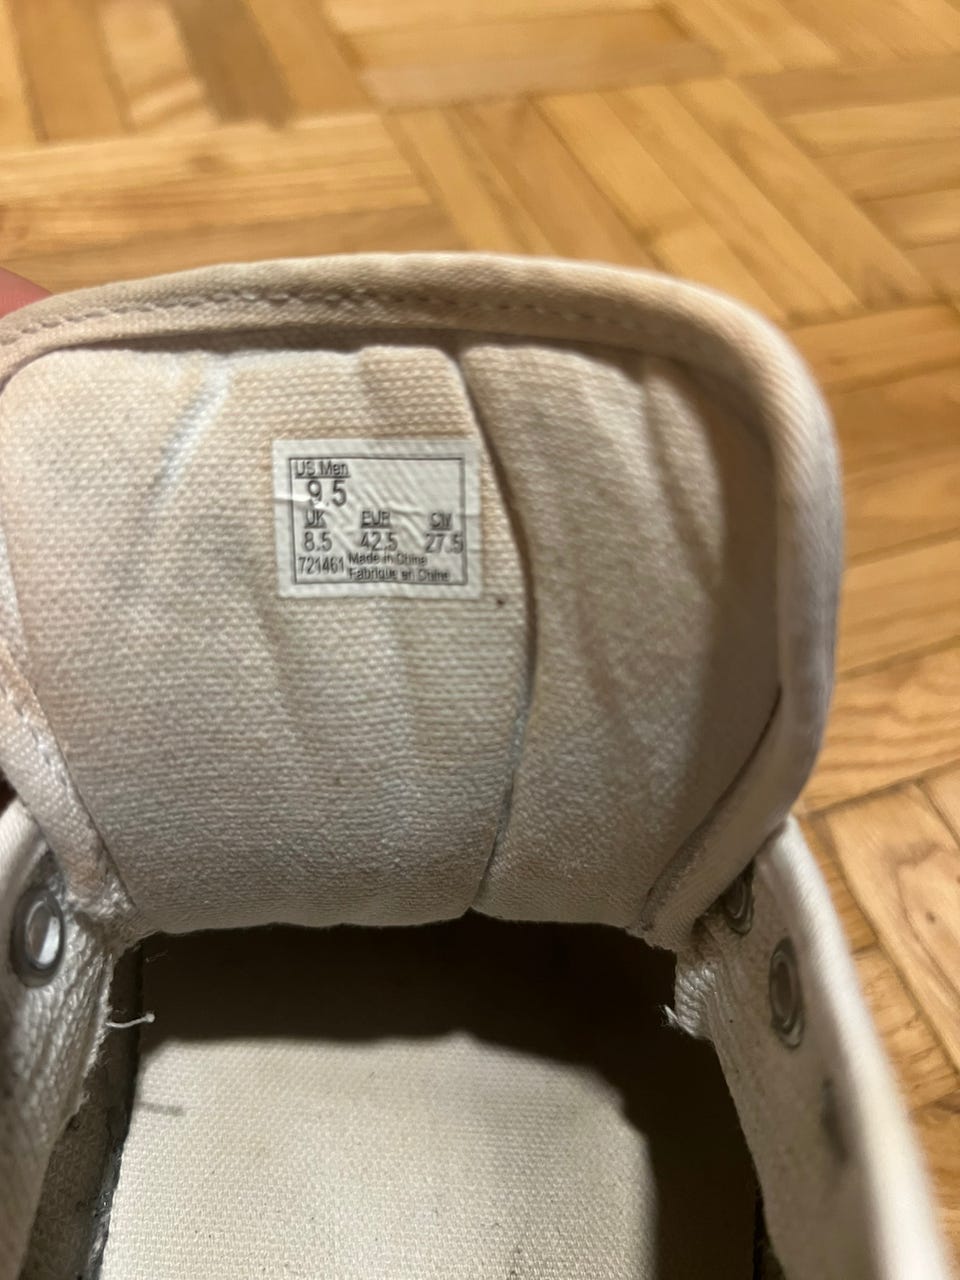 US Men
9.5
UK EUR CM
8.5 42.5 27.5
721461 Made in China
Fabriqué en Chine